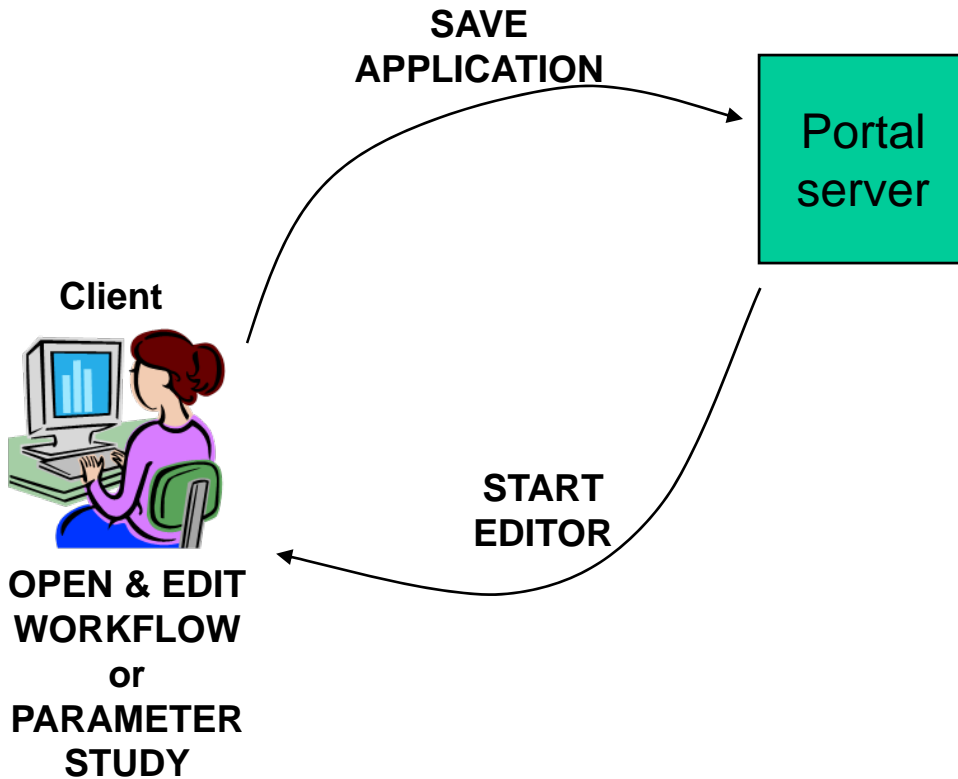 SAVE
APPLICATION
Portal
server
Client
START
EDITOR
OPEN & EDIT
WORKFLOW
or
PARAMETER
STUDY